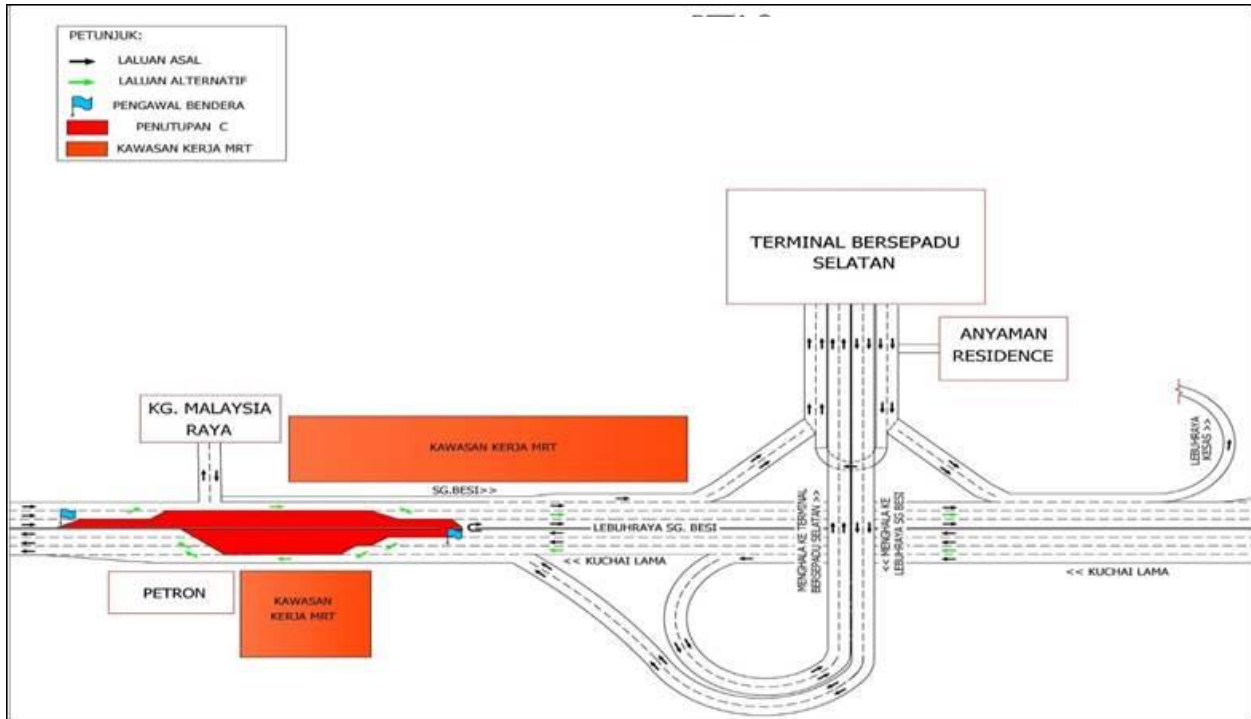 PETUNJUK:
LALUAN ASAL
LALUAN ALTERNATIF
PENGAWAL BENDERA
PENUTUPAN C
KAWASAN KERJA MRT
TERMINAL BERSEPADU
SELATAN
ANYAMAN
RESIDENCE
KG. MALAYSIA
RAYA
KAWASAN KERJA MRT
LEBUHRAYA
KESAS >>
SG.BESI>>
LEBUHRAYA SG. BESI
MENGHALA KE TERMINAL
BERSEPADU SELATAN >>
<< MENGHALA KE
LEBUHRAYA SG BESI
<< KUCHAI LAMA
<< KUCHAI LAMA
PETRON
KAWASAN
KERJA MRT